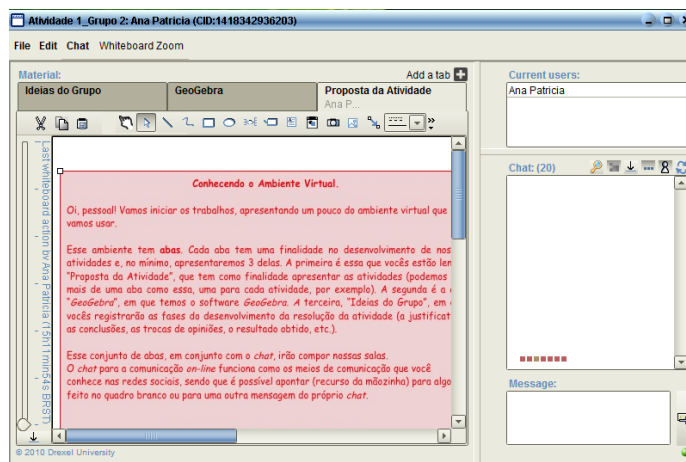 Atividade 1_Grupo 2: Ana Patricia (CID:1418342936203)
File Edit Chat Whiteboard Zoom
Material:
Add a tab
Ideias do Grupo
GeoGebra
Proposta da Atividade
Ana P...
Last whiteboard action by Ana Patricia (15h11min54s BRST)
Conhecendo o Ambiente Virtual.
Oi, pessoal! Vamos iniciar os trabalhos, apresentando um pouco do ambiente virtual que
vamos usar.
Esse ambiente tem abas. Cada aba tem uma finalidade no desenvolvimento de nos
atividades e, no mínimo, apresentaremos 3 delas. A primeira é essa que vocês estão len
"Proposta da Atividade", que tem como finalidade apresentar as atividades (podemos
mais de uma aba como essa, uma para cada atividade, por exemplo). A segunda é a
"GeoGebra", em que temos o software GeoGebra. A terceira, "Ideias do Grupo", em
vocês registrarão as fases do desenvolvimento da resolução da atividade (a justificat
as conclusões, as trocas de opiniões, o resultado obtido, etc.).
Esse conjunto de abas, em conjunto com o chat, irão compor nossas salas.
O chat para a comunicação on-line funciona como os meios de comunicação que você
conhece nas redes sociais, sendo que é possível apontar (recurso da mãozinha) para algo
feito no quadro branco ou para uma outra mensagem do próprio chat.
© 2010 Drexel University
Current users:
Ana Patricia
Chat: (20)
Message: